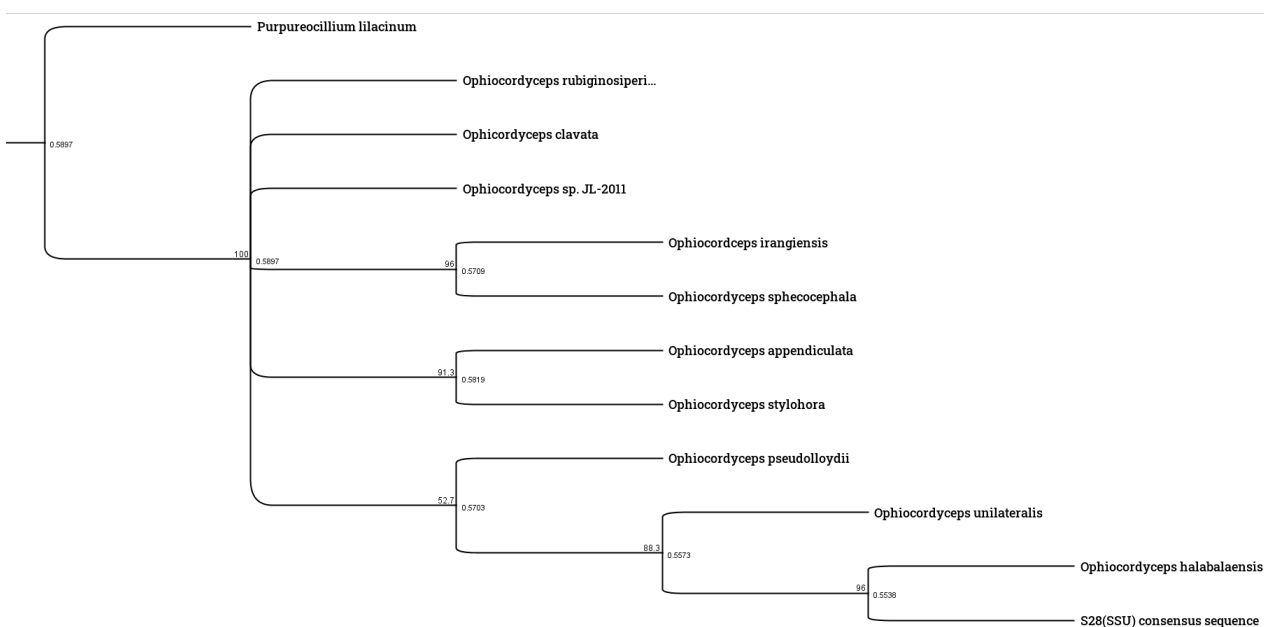 Purpureocillium lilacinum
Ophiocordyceps rubiginosiperi...
Ophicordyceps clavata
0.5897
Ophiocordyceps sp. JL-2011
Ophiocordceps irangiensis
100
0.5897
96
0.5709
Ophiocordyceps sphecocephala
Ophiocordyceps appendiculata
91.3
0.5819
Ophiocordyceps stylohora
Ophiocordyceps pseudolloydii
52.7
0.5703
Ophiocordyceps unilateralis
88.3
0.5573
Ophiocordyceps halabalaensis
96
0.5538
S28(SSU) consensus sequence